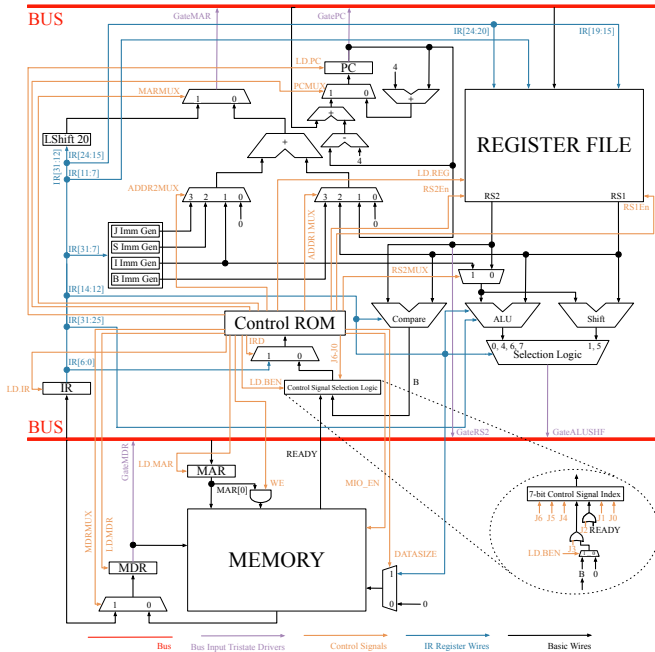 BUS
GateMAR
GatePC
IR[24:20]
IR[19:15]
IR[31:25]
LD.PC
PC
4
MARMUX
PCMUX
1 0
1 0
+
+
-
4
LShift 20
+
REGISTER FILE
IR[24:15]
IR[11:7]
IR[31:12]
ADDR2MUX
ADDR1MUX
LD.REG
RS2En
RS2
RS1
RS1En
3 2 1 0
3 2 1 0
0
0
J Imm Gen
S Imm Gen
I Imm Gen
B Imm Gen
IR[31:7]
RS2MUX
1 0
IR[14:12]
Control ROM
Compare
ALU
Shift
IRD
J6-J0
0, 4, 6, 7
1, 5
Selection Logic
IR[6:0]
1 0
LD.IR
IR
LD.BEN
Control Signal Selection Logic
B
BUS
GateMDR
GateRS2
GateALUSHF
READY
LD.MAR
MAR
MAR[0]
WE
MIO_EN
MDRMUX
LD.MDR
MEMORY
DATASIZE
MDR
1 0
1
0
0
7-bit Control Signal Index
J6 J5 J4
J1 J0
J2
READY
J3
LD.BEN
1 0
B 0
Bus
Bus Input Tristate Drivers
Control Signals
IR Register Wires
Basic Wires